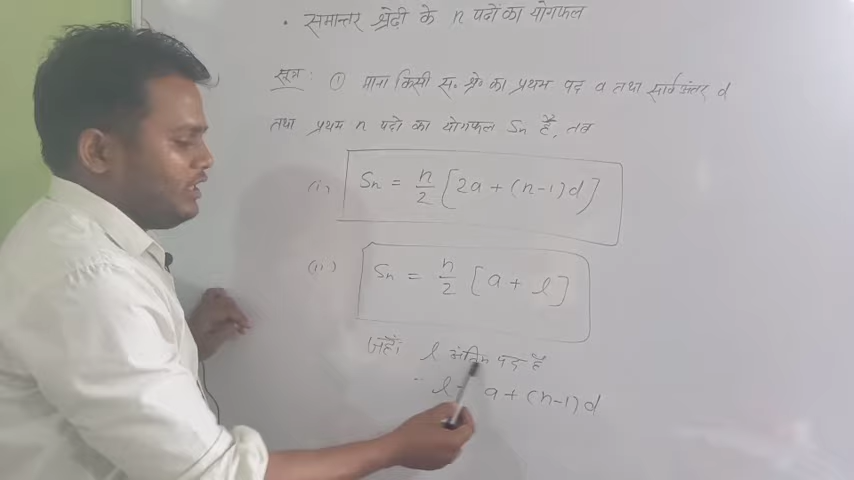 • समान्तर श्रेढ़ी के n पदों का योगफल
सूत्र : ① माना किसी स॰ श्रे॰ का प्रथम पद a तथा सार्व अंतर d
तथा प्रथम n पदों का योगफल Sn है, तब
(i) Sn = n/2 [2a + (n-1)d]
(ii) Sn = n/2 [a + l]
जहाँ l अंतिम पद है
l = a + (n-1)d